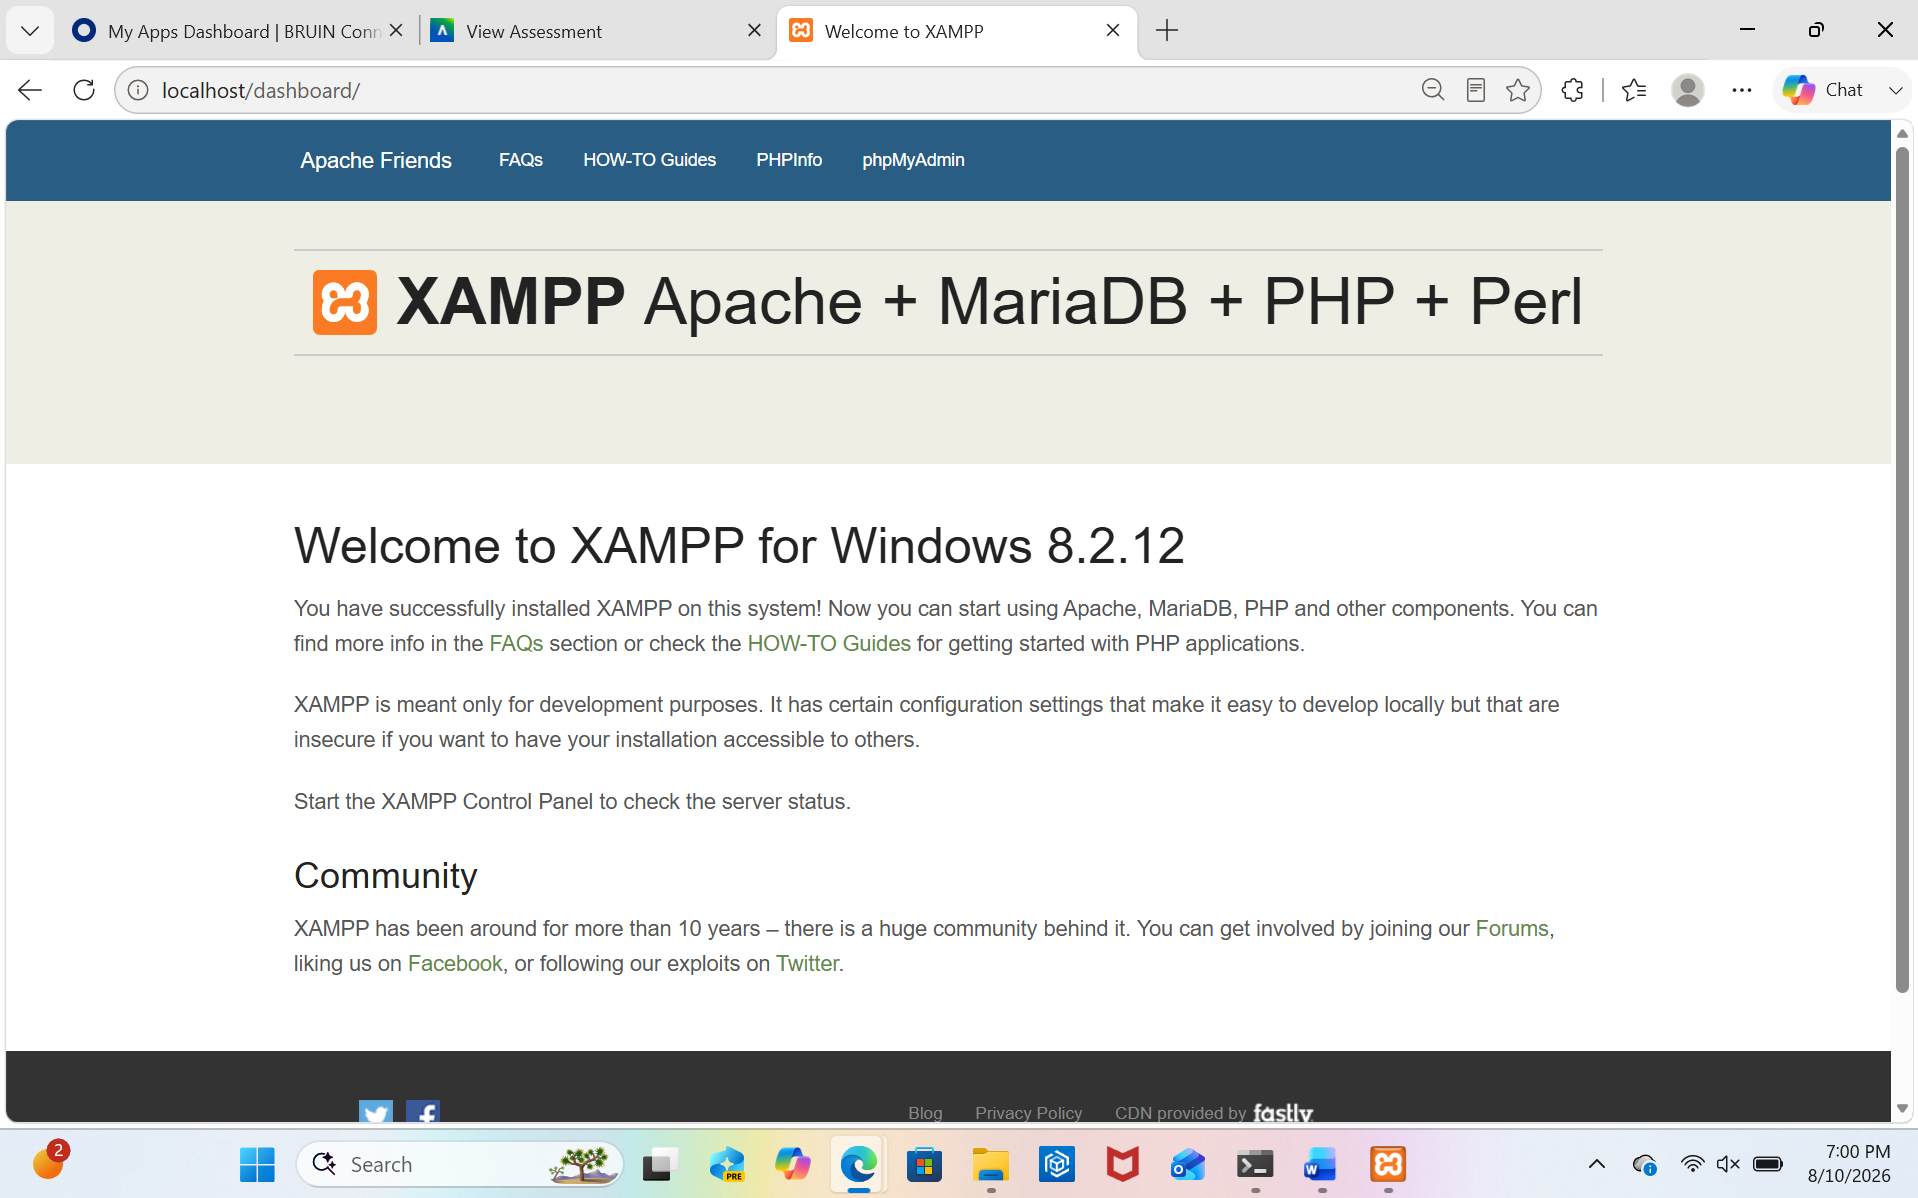 My Apps Dashboard | BRUIN Conn
View Assessment
Welcome to XAMPP
localhost/dashboard/
Chat
Apache Friends
FAQs
HOW-TO Guides
PHPInfo
phpMyAdmin
XAMPP Apache + MariaDB + PHP + Perl
Welcome to XAMPP for Windows 8.2.12
You have successfully installed XAMPP on this system! Now you can start using Apache, MariaDB, PHP and other components. You can
find more info in the FAQs section or check the HOW-TO Guides for getting started with PHP applications.
XAMPP is meant only for development purposes. It has certain configuration settings that make it easy to develop locally but that are
insecure if you want to have your installation accessible to others.
Start the XAMPP Control Panel to check the server status.
Community
XAMPP has been around for more than 10 years – there is a huge community behind it. You can get involved by joining our Forums,
liking us on Facebook, or following our exploits on Twitter.
Blog
Privacy Policy
CDN provided by fastly
2
Search
PRE
7:00 PM
8/10/2026